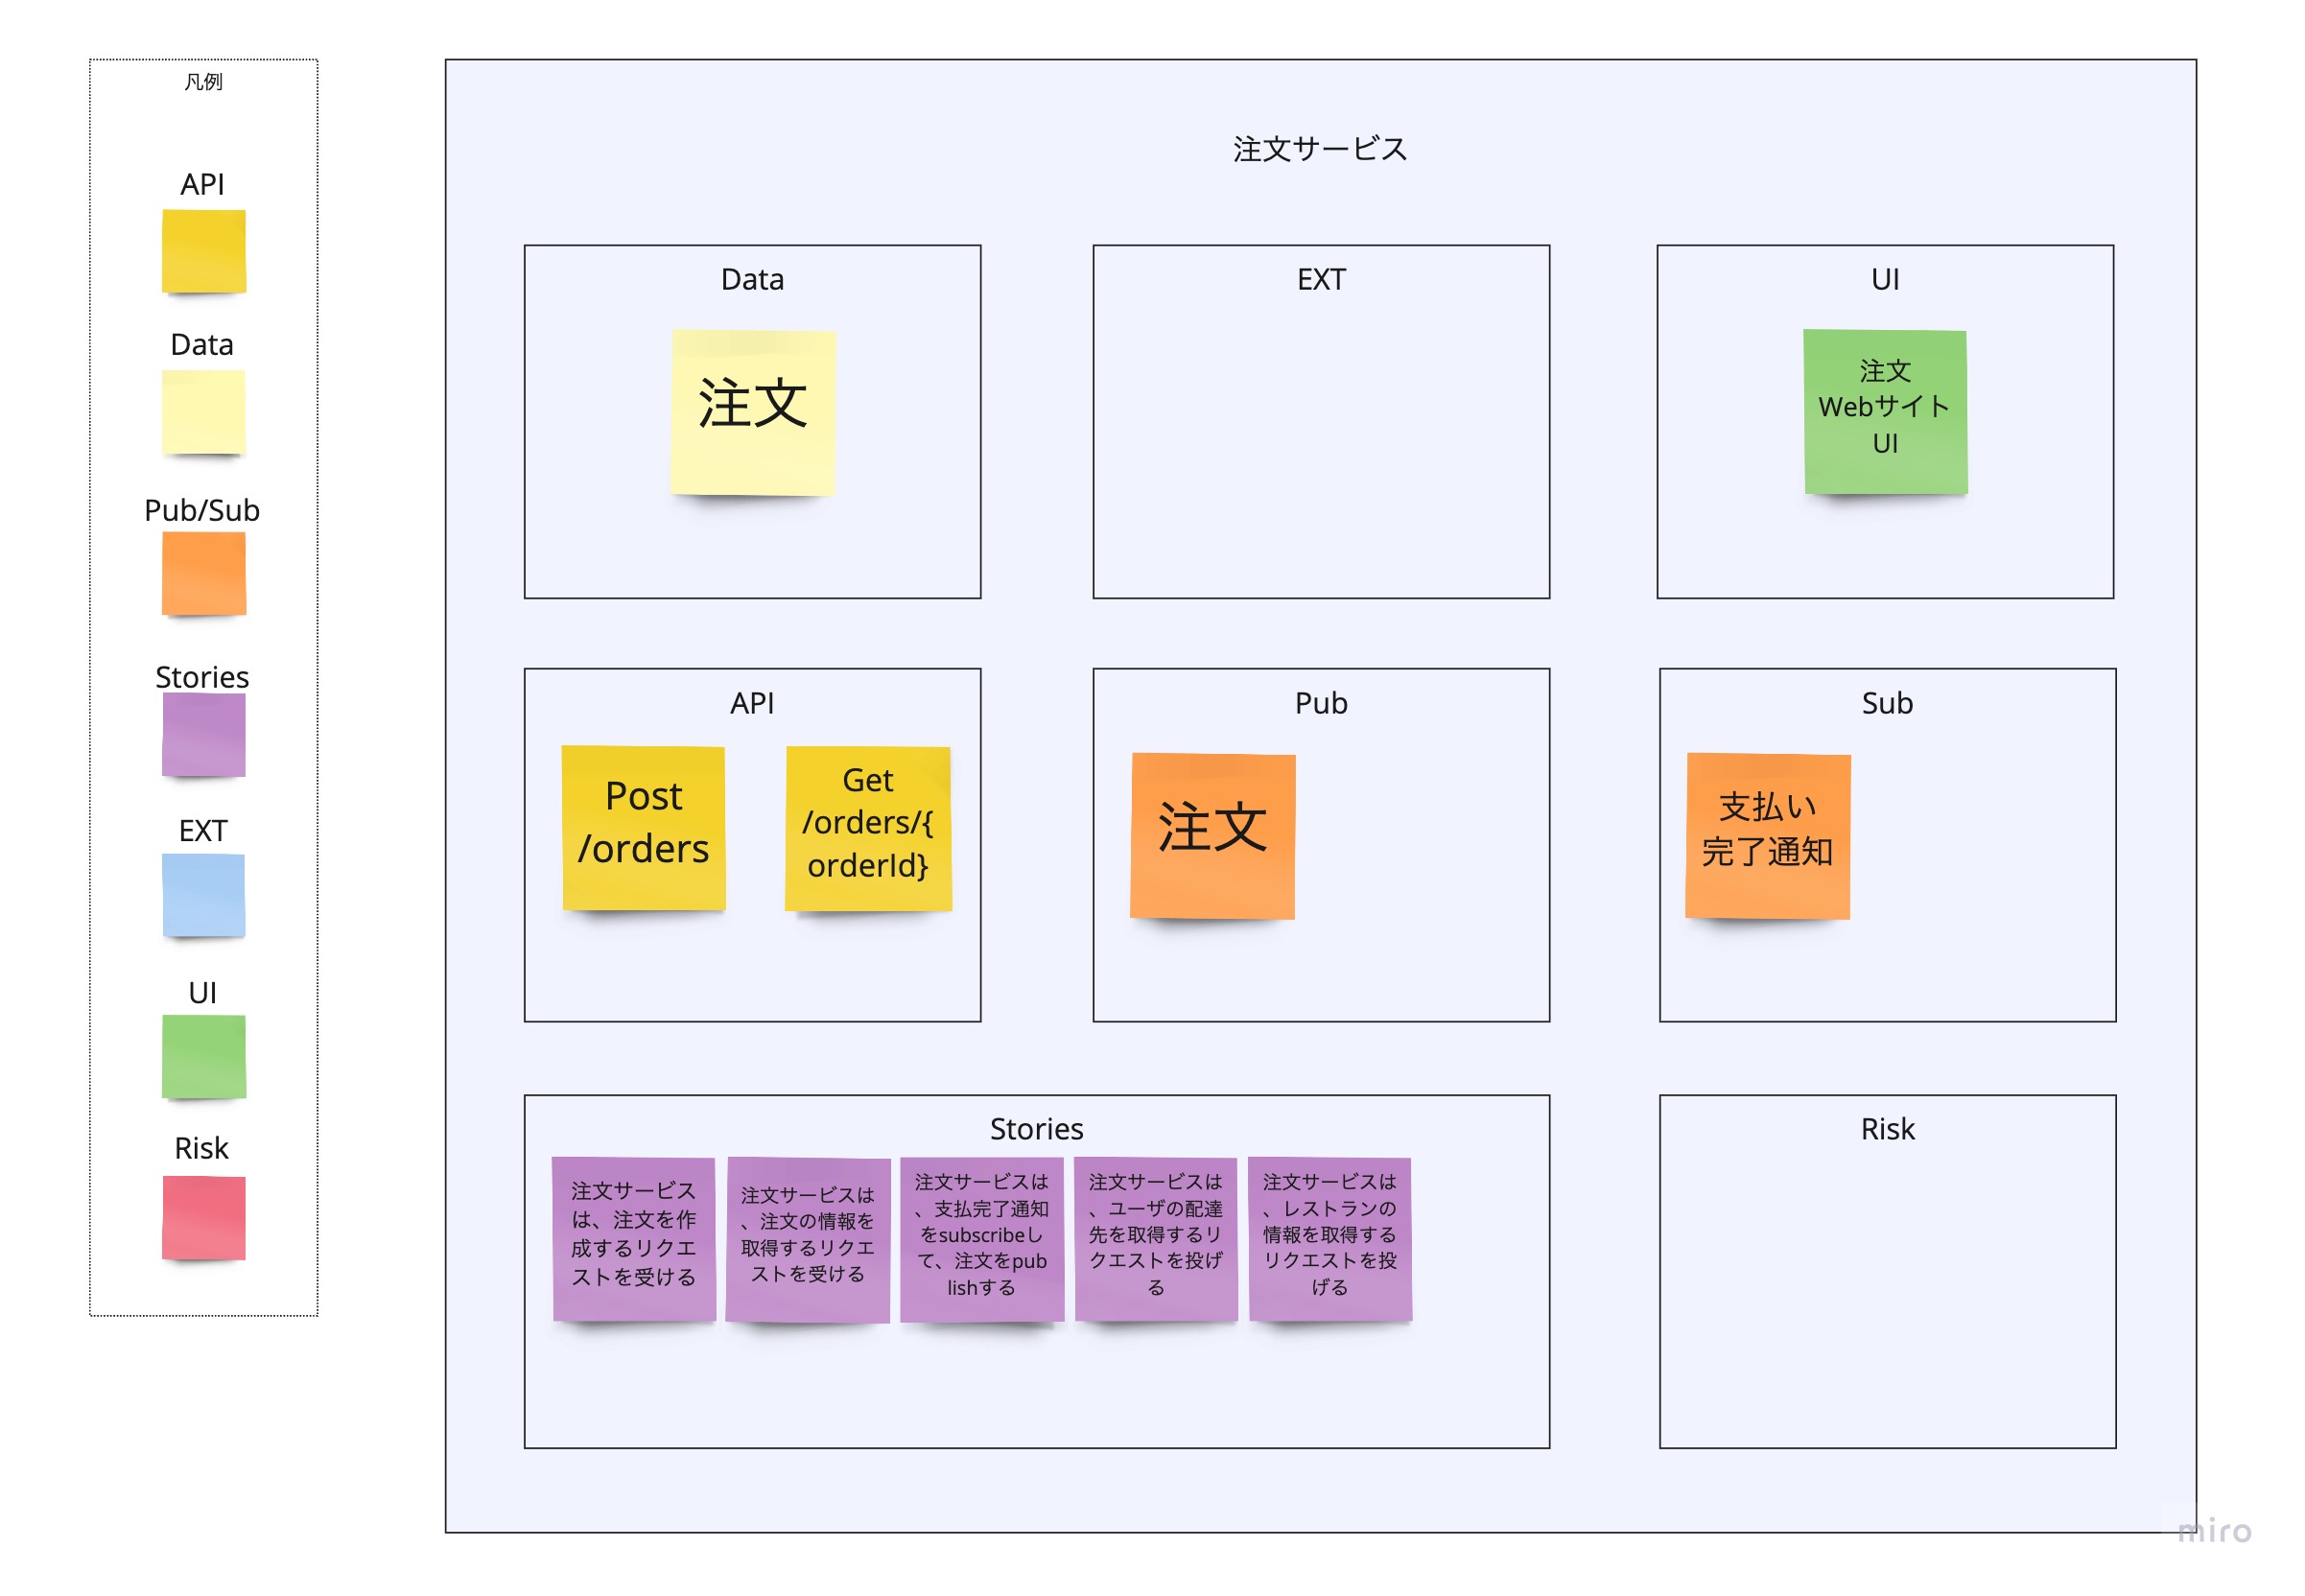 凡例
API
Data
Pub/Sub
Stories
EXT
UI
Risk
注文サービス
Data
注文
EXT
UI
注文
Webサイト
UI
API
Post
/orders
Get
/orders/{
orderId}
Pub
注文
Sub
支払い
完了通知
Stories
注文サービス
は、注文を作
成するリクエ
ストを受ける
注文サービスは
、注文の情報を
取得するリクエ
ストを受ける
注文サービスは
、支払完了通知
をsubscribeし
て、注文をpub
lishする
注文サービスは
、ユーザの配達
先を取得するリ
クエストを投げ
る
注文サービスは
、レストランの
情報を取得する
リクエストを投
げる
Risk
miro